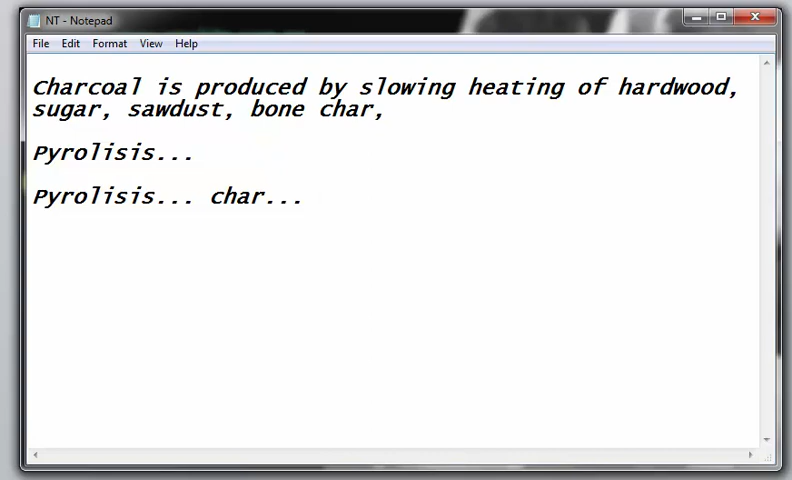 NT - Notepad
File Edit Format View Help
Charcoal is produced by slowing heating of hardwood,
sugar, sawdust, bone char,
Pyrolisis...
Pyrolisis... char...